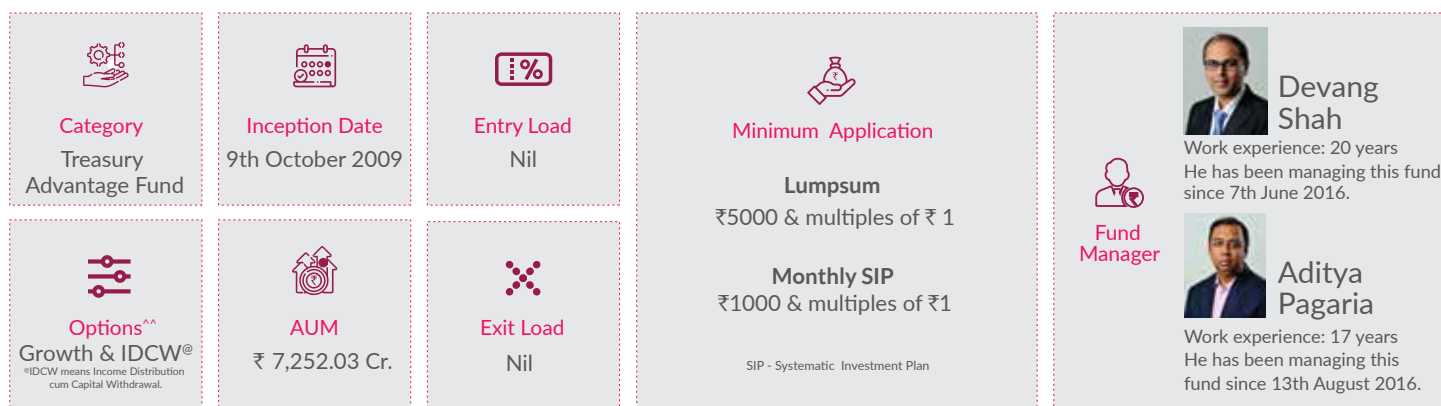 Category
Treasury
Advantage Fund
Inception Date
9th October 2009
%
Entry Load
Nil
₹
Minimum Application
Lumpsum
₹5000 & multiples of ₹ 1
Monthly SIP
₹1000 & multiples of ₹1
SIP - Systematic Investment Plan
Options^^
Growth & IDCW@
@IDCW means Income Distribution
cum Capital Withdrawal.
₹
AUM
₹ 7,252.03 Cr.
Exit Load
Nil
₹
Fund
Manager
Devang
Shah
Work experience: 20 years
He has been managing this fund
since 7th June 2016.
Aditya
Pagaria
Work experience: 17 years
He has been managing this
fund since 13th August 2016.